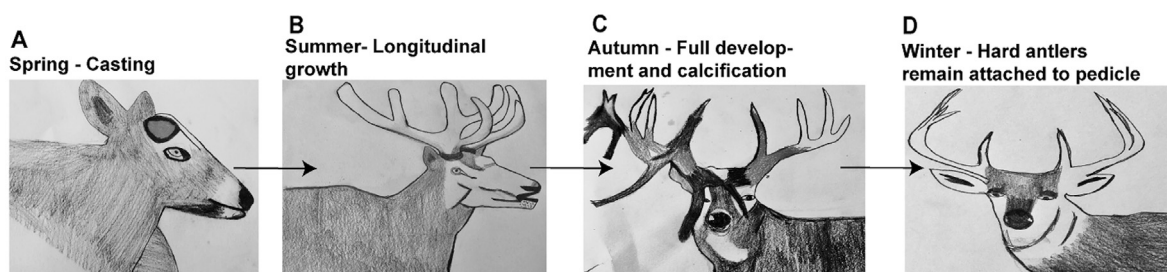 A
Spring - Casting
B
Summer- Longitudinal
growth
C
Autumn - Full develop-
ment and calcification
D
Winter - Hard antlers
remain attached to pedicle